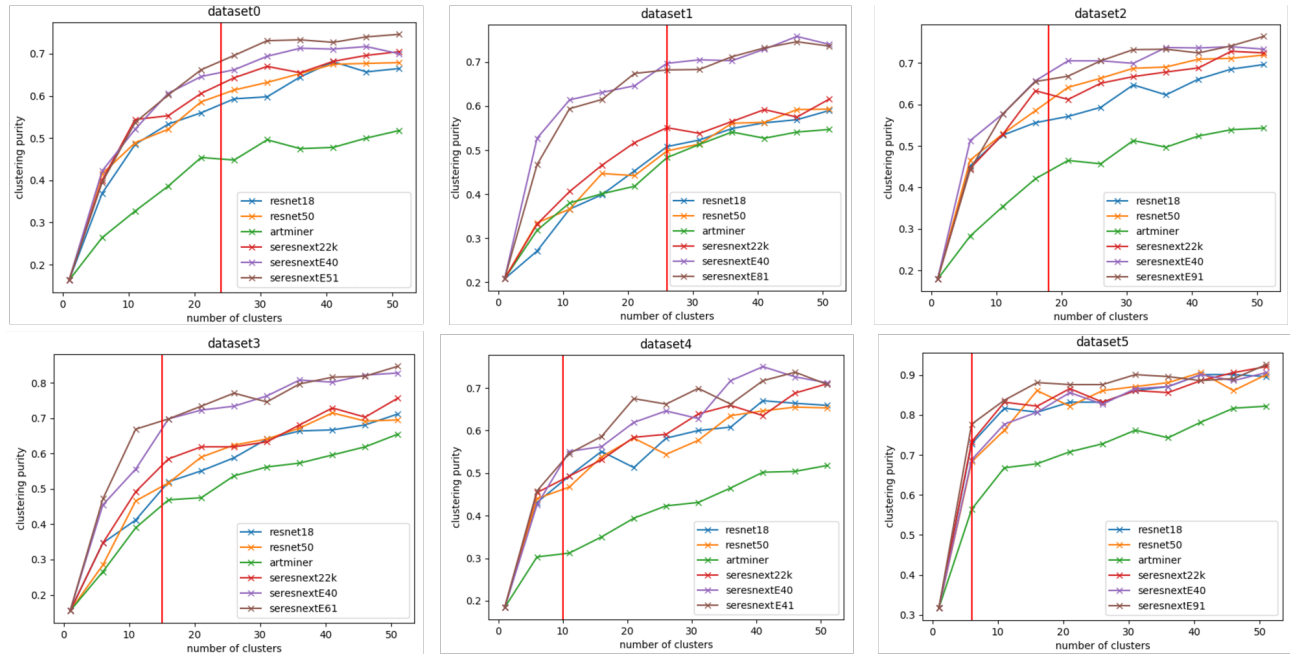 dataset0
clustering purity
0.7
0.6
0.5
0.4
0.3
0.2
resnet18
resnet50
artminer
seresnext22k
seresnextE40
seresnextE51
0 10 20 30 40 50
number of clusters
dataset1
clustering purity
0.7
0.6
0.5
0.4
0.3
0.2
resnet18
resnet50
artminer
seresnext22k
seresnextE40
seresnextE81
0 10 20 30 40 50
number of clusters
dataset2
clustering purity
0.7
0.6
0.5
0.4
0.3
0.2
resnet18
resnet50
artminer
seresnext22k
seresnextE40
seresnextE91
0 10 20 30 40 50
number of clusters
dataset3
clustering purity
0.8
0.7
0.6
0.5
0.4
0.3
0.2
resnet18
resnet50
artminer
seresnext22k
seresnextE40
seresnextE61
0 10 20 30 40 50
number of clusters
dataset4
clustering purity
0.7
0.6
0.5
0.4
0.3
0.2
resnet18
resnet50
artminer
seresnext22k
seresnextE40
seresnextE41
0 10 20 30 40 50
number of clusters
dataset5
clustering purity
0.9
0.8
0.7
0.6
0.5
0.4
0.3
resnet18
resnet50
artminer
seresnext22k
seresnextE40
seresnextE91
0 10 20 30 40 50
number of clusters